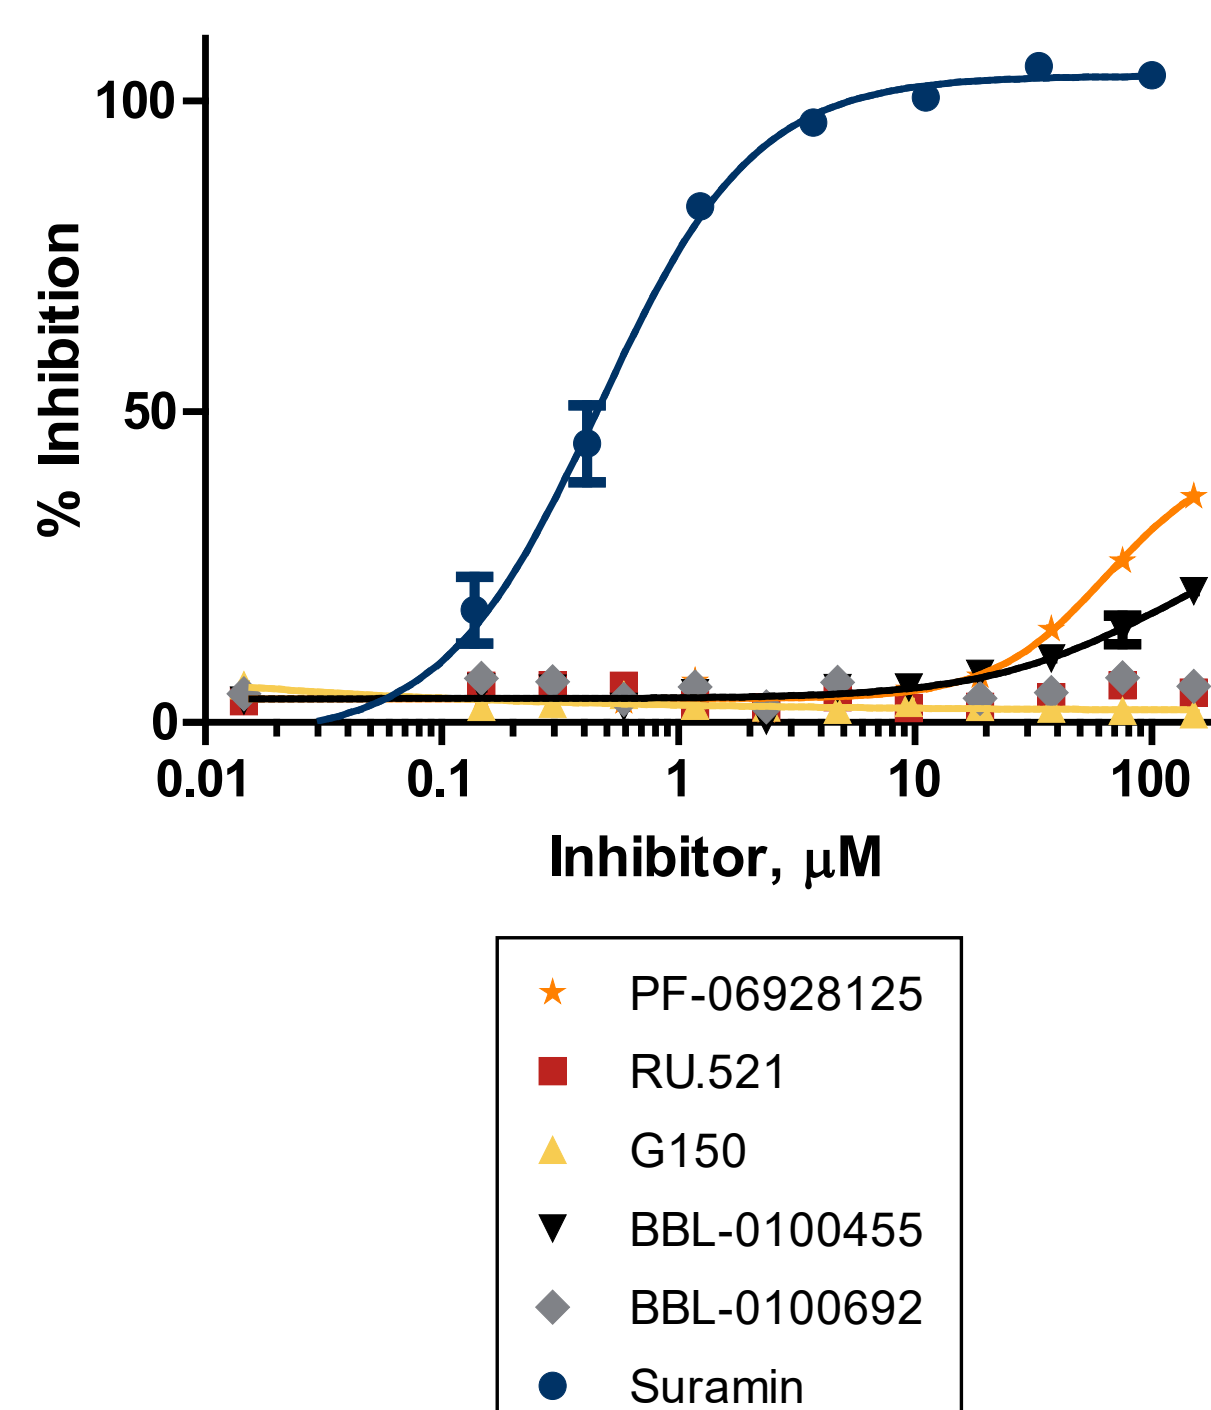 % Inhibition
100
50
0
0.01 0.1 1 10 100
Inhibitor, μM
PF-06928125
RU.521
G150
BBL-0100455
BBL-0100692
Suramin